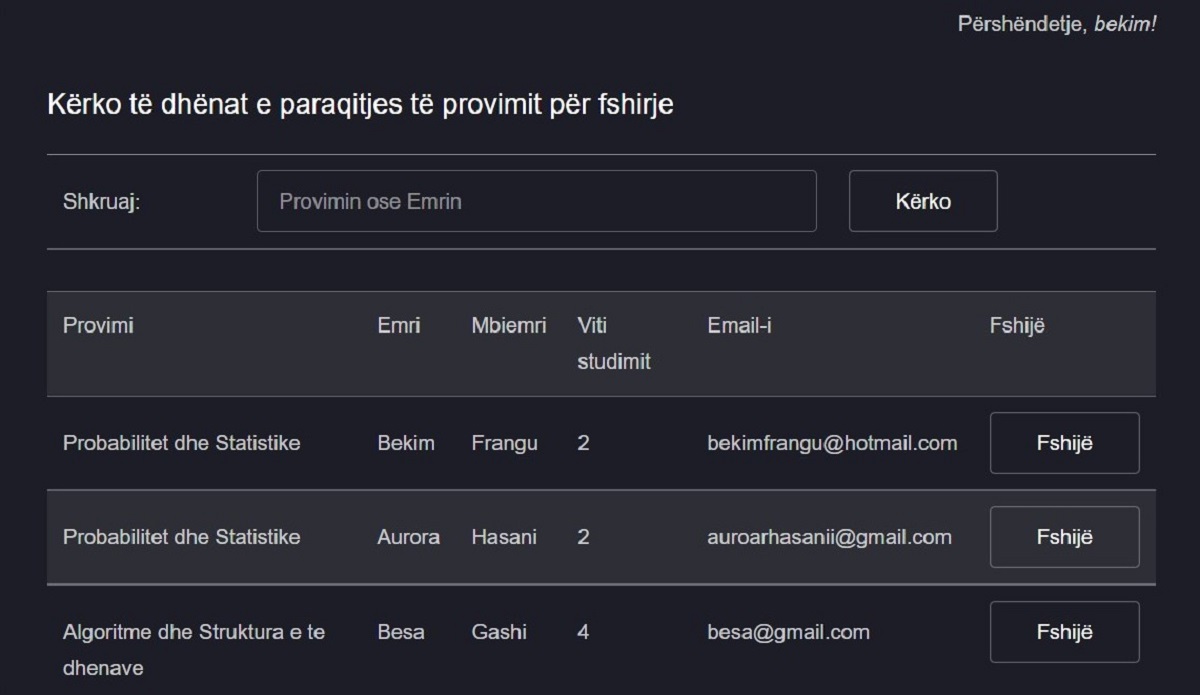 Përshëndetje, bekim!
Kërko të dhënat e paraqitjes të provimit për fshirje
Shkruaj: Provimin ose Emrin Kërko
Provimi Emri Mbiemri Viti studimit Email-i Fshijë
Probabilitet dhe Statistike Bekim Frangu 2 bekimfrangu@hotmail.com Fshijë
Probabilitet dhe Statistike Aurora Hasani 2 auroarhasanii@gmail.com Fshijë
Algoritme dhe Struktura e te dhenave Besa Gashi 4 besa@gmail.com Fshijë